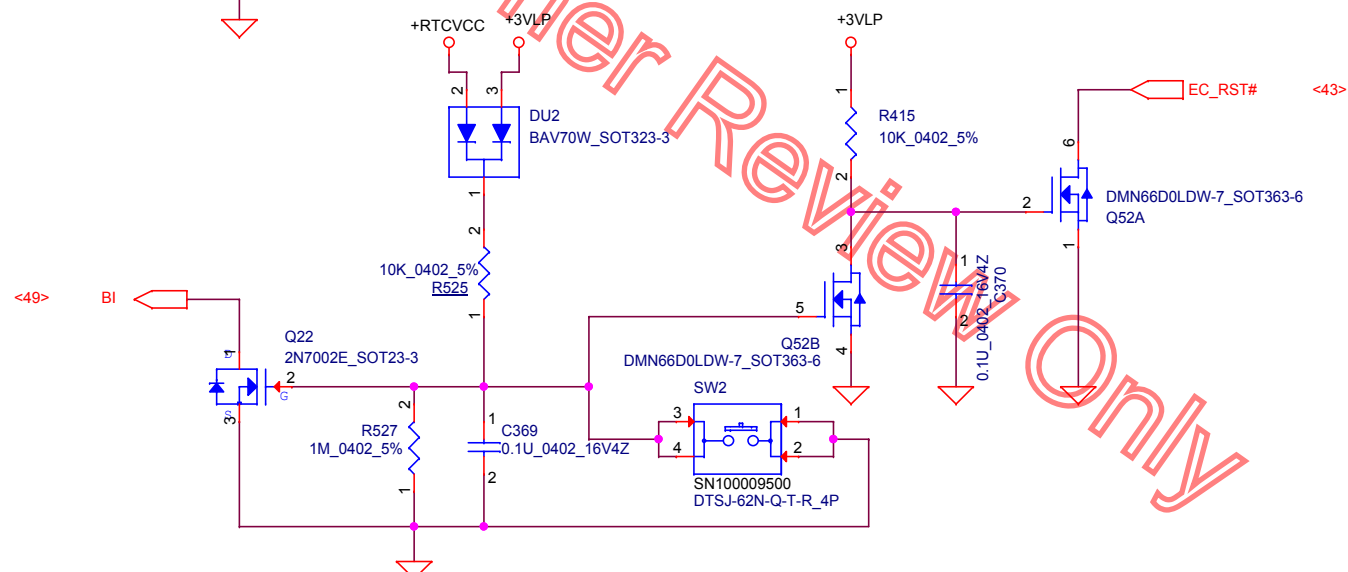 +RTCVCC
+3VLP
+3VLP
2
3
DU2
BAV70W_SOT323-3
1
1
R415
10K_0402_5%
2
EC_RST#
<43>
6
2
DMN66D0LDW-7_SOT363-6
Q52A
1
2
10K_0402_5%
R525
1
3
5
Q52B
4
DMN66D0LDW-7_SOT363-6
1
2
0.1U_0402_16V4Z
C370
<49>
BI
Q22
2N7002E_SOT23-3
1
D
2
G
S
3
2
R527
1M_0402_5%
1
1
C369
0.1U_0402_16V4Z
2
SW2
3
4
1
2
SN100009500
DTSJ-62N-Q-T-R_4P
Review Only